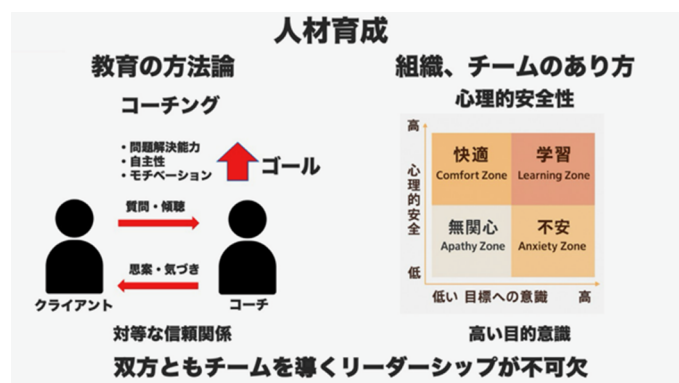 人材育成
教育の方法論
コーチング
・問題解決能力
・自主性
・モチベーション
ゴール
質問・傾聴
思案・気づき
クライアント
コーチ
対等な信頼関係
組織、チームのあり方
心理的安全性
高
心理的安全
低
快適
Comfort Zone
学習
Learning Zone
無関心
Apathy Zone
不安
Anxiety Zone
低い 目標への意識 高
高い目的意識
双方ともチームを導くリーダーシップが不可欠